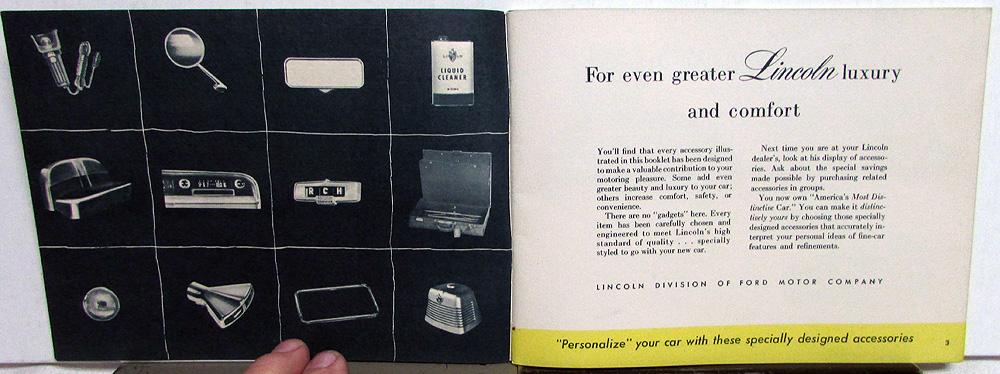 LIQUID
CLEANER
R C H
For even greater Lincoln luxury
and comfort
You'll find that every accessory illus-
trated in this booklet has been designed
to make a valuable contribution to your
motoring pleasure. Some add even
greater beauty and luxury to your car;
others increase comfort, safety, or
convenience.
There are no "gadgets" here. Every
item has been carefully chosen and
engineered to meet Lincoln's high
standard of quality . . . specially
styled to go with your new car.
Next time you are at your Lincoln
dealer's, look at his display of accesso-
ries. Ask about the special savings
made possible by purchasing related
accessories in groups.
You now own "America's Most Dis-
tinctive Car." You can make it distinc-
tively yours by choosing those specially
designed accessories that accurately in-
terpret your personal ideas of fine-car
features and refinements.
LINCOLN DIVISION OF FORD MOTOR COMPANY
"Personalize" your car with these specially designed accessories
3